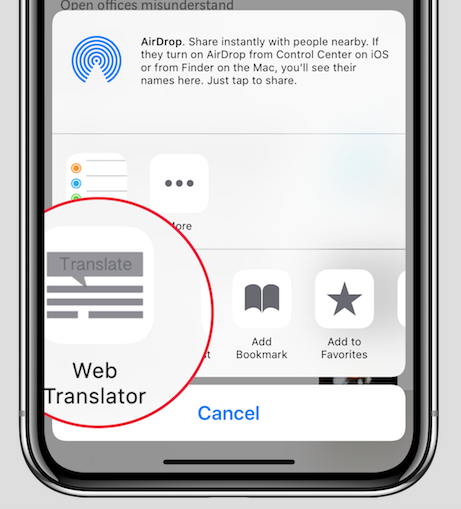 Open offices misunderstand
AirDrop. Share instantly with people nearby. If
they turn on AirDrop from Control Center on iOS
or from Finder on the Mac, you'll see their
names here. Just tap to share.
Translate
Web
Translator
Add
Bookmark
Add to
Favorites
Cancel